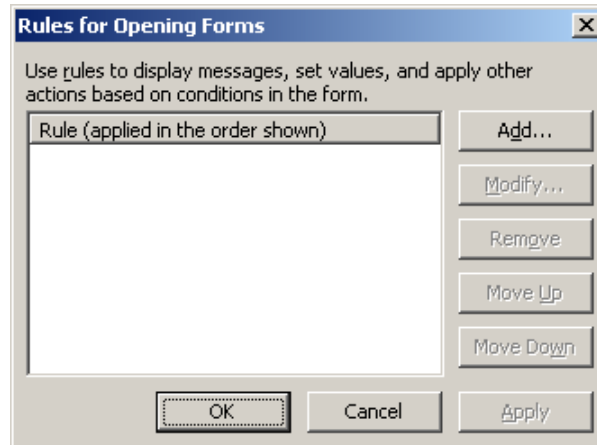 Rules for Opening Forms
Use rules to display messages, set values, and apply other
actions based on conditions in the form.
Rule (applied in the order shown)
Add...
Modify...
Remove
Move Up
Move Down
OK
Cancel
Apply